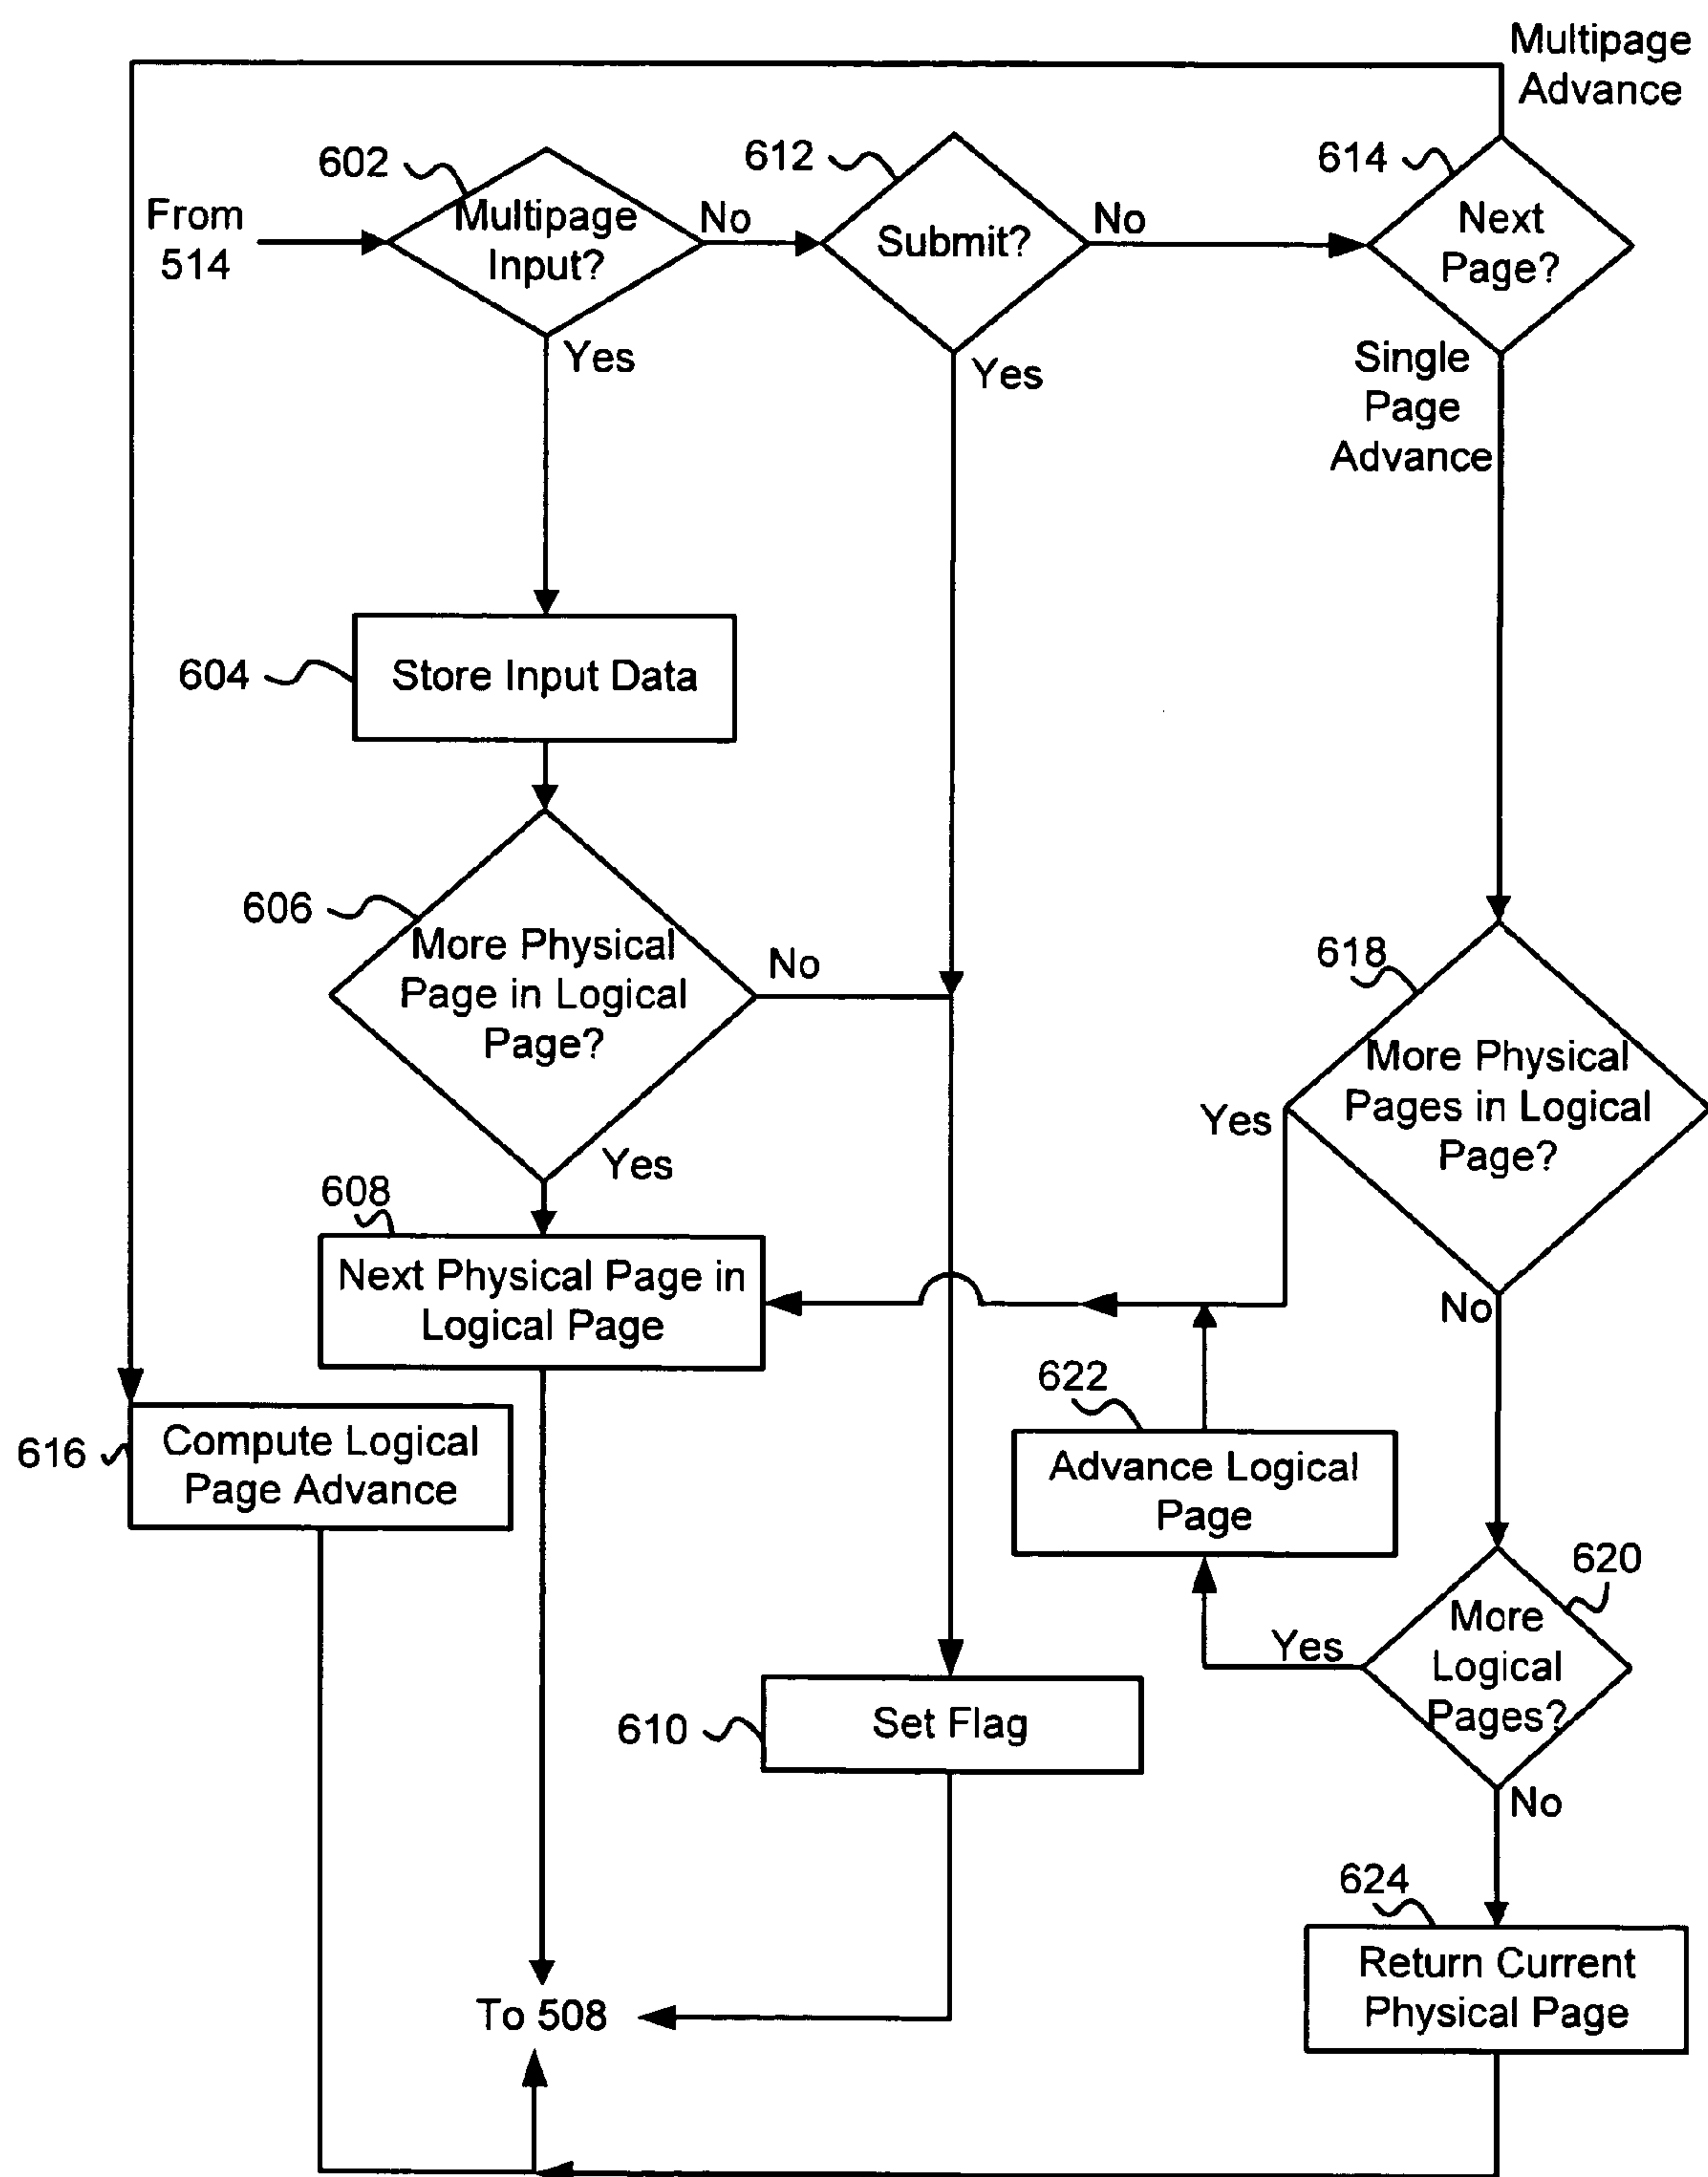 Multipage
Advance
602
612
614
From
514
Multipage
Input?
No
Submit?
No
Next
Page?
Yes
Yes
Single
Page
Advance
604
Store Input Data
606
More Physical
Page in Logical
Page?
No
618
More Physical
Pages in Logical
Page?
Yes
Yes
608
Next Physical Page in
Logical Page
No
622
616
Compute Logical
Page Advance
Advance Logical
Page
620
More
Logical
Pages?
Yes
610
Set Flag
No
624
Return Current
Physical Page
To 508